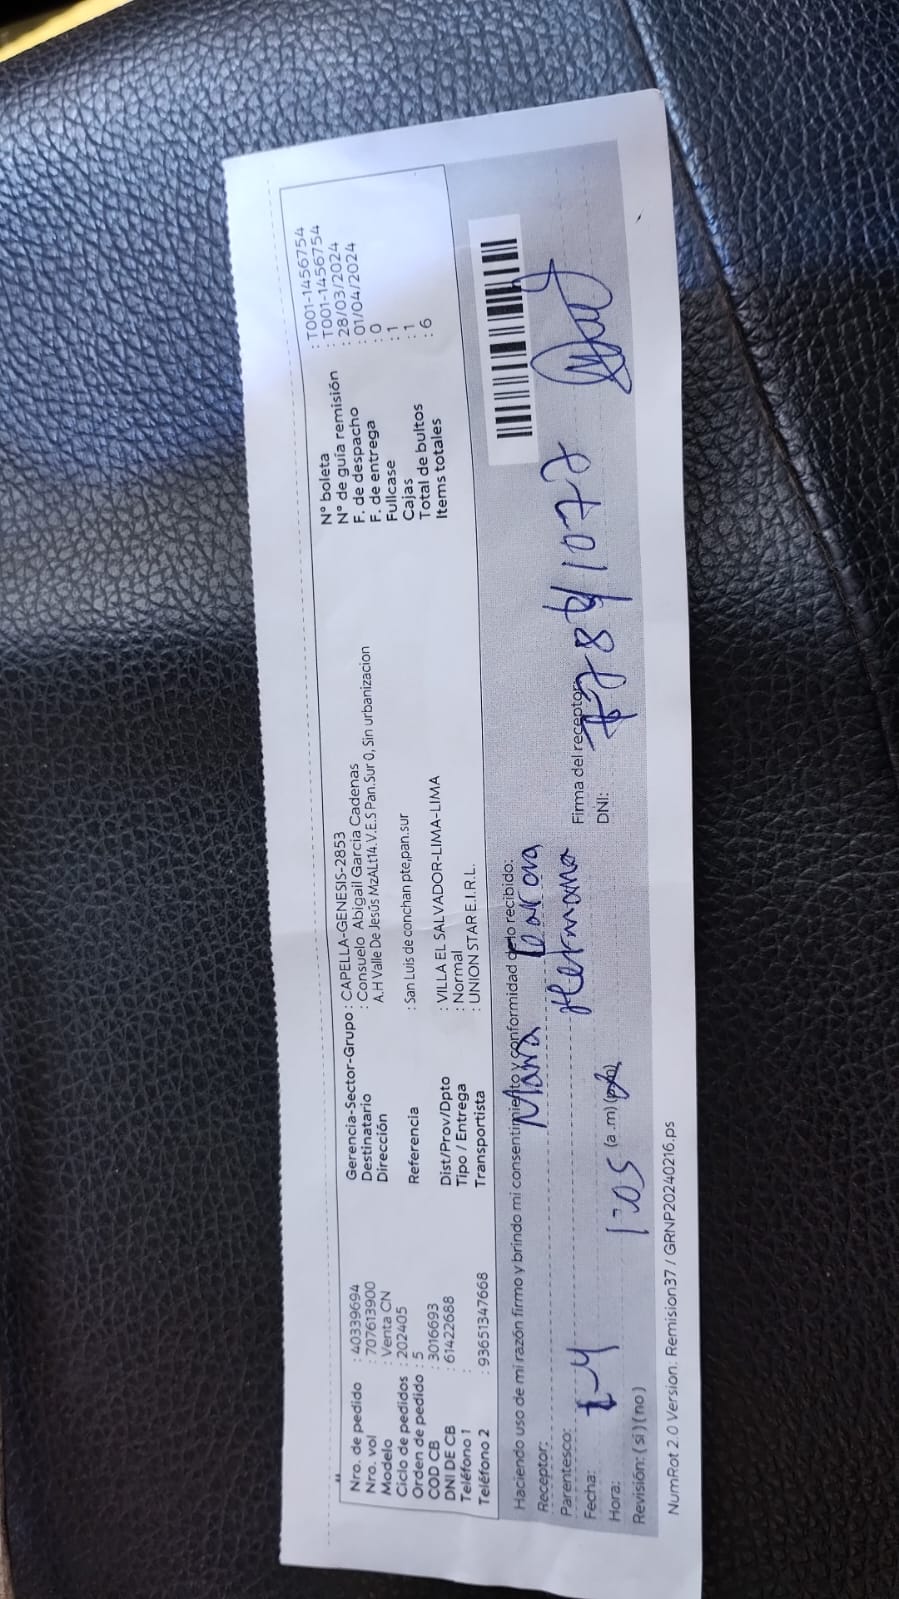 Nro. de pedido : 40339694
Nro. vol : 707613900
Modelo : Venta CN
Ciclo de pedidos : 202405
Orden de pedido : 5
COD CB : 3016693
DNI DE CB : 61422688
Teléfono 1 :
Teléfono 2 : 93651347668
Gerencia-Sector-Grupo : CAPELLA-GENESIS-2853
Destinatario : Consuelo Abigail Garcia Cadenas
Dirección A.H Valle De Jesús MzALt14. V.E.S Pan.Sur 0, Sin urbanizacion
Referencia : San Luis de conchan pte,pan.sur
Dist/Prov/Dpto : VILLA EL SALVADOR-LIMA-LIMA
Tipo / Entrega : Normal
Transportista : UNION STAR E.I.R.L.
N° boleta : T001-1456754
N° de guía remisión : T001-1456754
F. de despacho : 28/03/2024
F. de entrega : 01/04/2024
Fullcase : 0
Cajas : 1
Total de bultos : 1
Items totales : 6
Haciendo uso de mi razón firmo y brindo mi consentimiento y conformidad de lo recibido:
Receptor:
Parentesco: Hermana
Fecha: 1-4
Hora: 1:05 (a.m) (p.m)
Revisión: ( si ) ( no )
Firma del receptor:
DNI:
NumRot 2.0 Version: Remision37 / GRNP20240216.ps